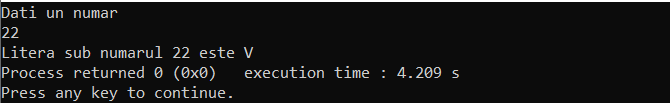 Dati un numar
22
Litera sub numarul 22 este V
Process returned 0 (0x0)   execution time : 4.209 s
Press any key to continue.